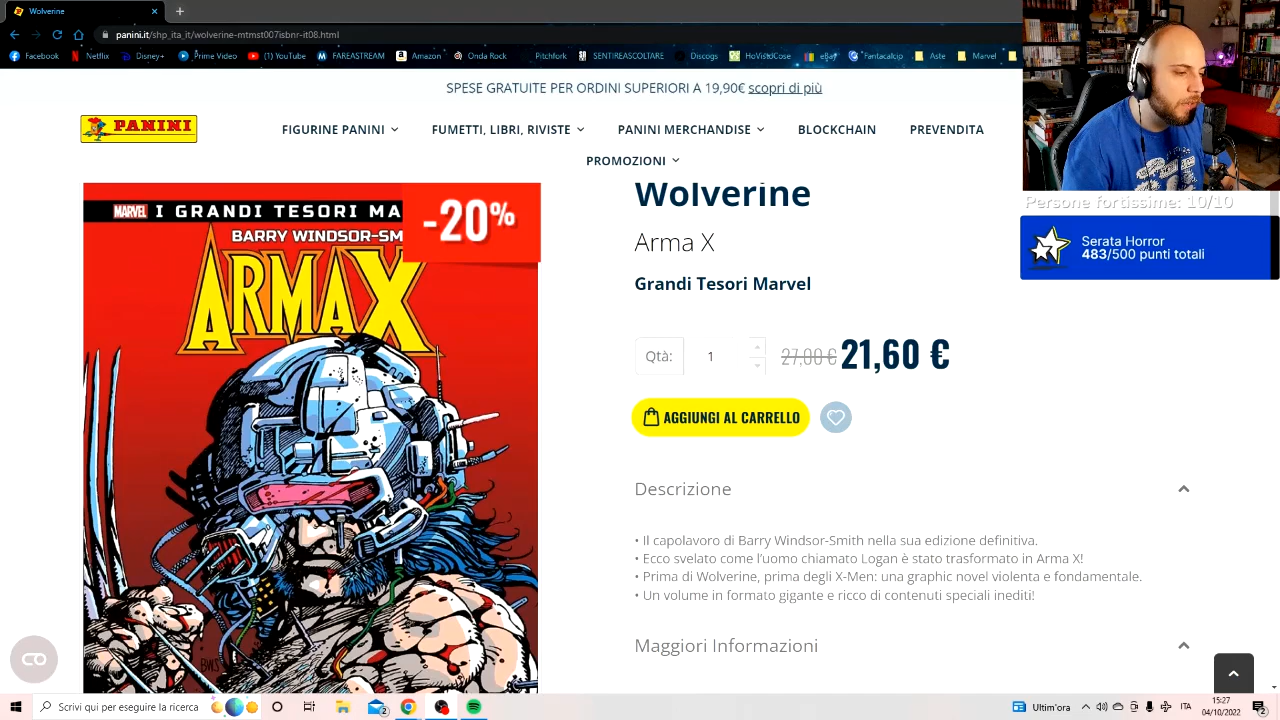 Wolverine
panini.it/shp_ita_it/wolverine-mtmst007isbnr-it08.html
Facebook Netflix Disney+ Prime Video (1) YouTube FAREASTREAM Amazon Onda Rock Pitchfork SENTIREASCOLTARE Discogs HoVistoCose eBay Fantacalcio Aste Marvel
SPESE GRATUITE PER ORDINI SUPERIORI A 19,90€ scopri di più
PANINI
FIGURINE PANINI FUMETTI, LIBRI, RIVISTE PANINI MERCHANDISE BLOCKCHAIN PREVENDITA
PROMOZIONI
Persone fortissime: 10/10
Serata Horror
483/500 punti totali
MARVEL I GRANDI TESORI MA
-20%
BARRY WINDSOR-SM
ARMA X
BWS
Wolverine
Arma X
Grandi Tesori Marvel
Qtà: 1 27,00 € 21,60 €
AGGIUNGI AL CARRELLO
Descrizione
• Il capolavoro di Barry Windsor-Smith nella sua edizione definitiva.
• Ecco svelato come l'uomo chiamato Logan è stato trasformato in Arma X!
• Prima di Wolverine, prima degli X-Men: una graphic novel violenta e fondamentale.
• Un volume in formato gigante e ricco di contenuti speciali inediti!
Maggiori Informazioni
Scrivi qui per eseguire la ricerca
2
Ultim'ora
ITA
15:27
04/10/2022
2